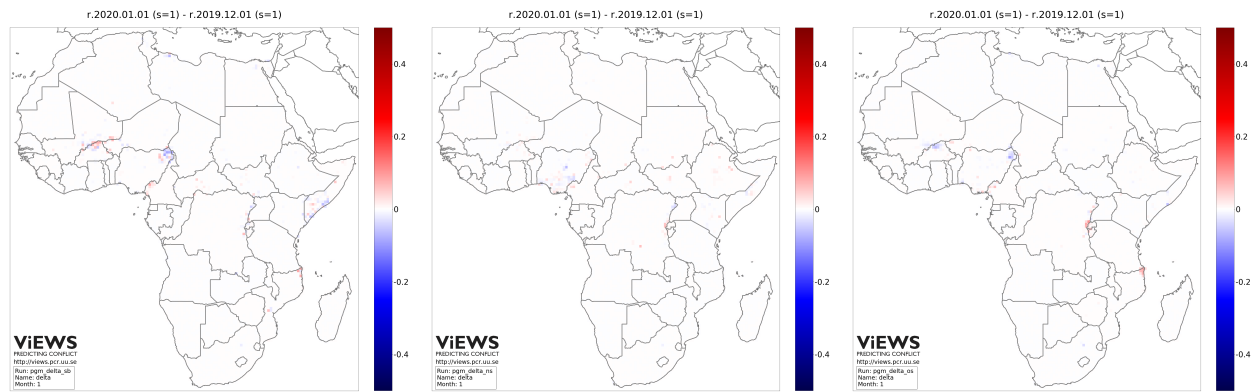 r.2020.01.01 (s=1) - r.2019.12.01 (s=1)
0.4
0.2
0
-0.2
-0.4
ViEWS
PREDICTING CONFLICT
http://views.pcr.uu.se
Run: pgm_delta_sb
Name: delta
Month: 1
r.2020.01.01 (s=1) - r.2019.12.01 (s=1)
0.4
0.2
0
-0.2
-0.4
ViEWS
PREDICTING CONFLICT
http://views.pcr.uu.se
Run: pgm_delta_ns
Name: delta
Month: 1
r.2020.01.01 (s=1) - r.2019.12.01 (s=1)
0.4
0.2
0
-0.2
-0.4
ViEWS
PREDICTING CONFLICT
http://views.pcr.uu.se
Run: pgm_delta_os
Name: delta
Month: 1